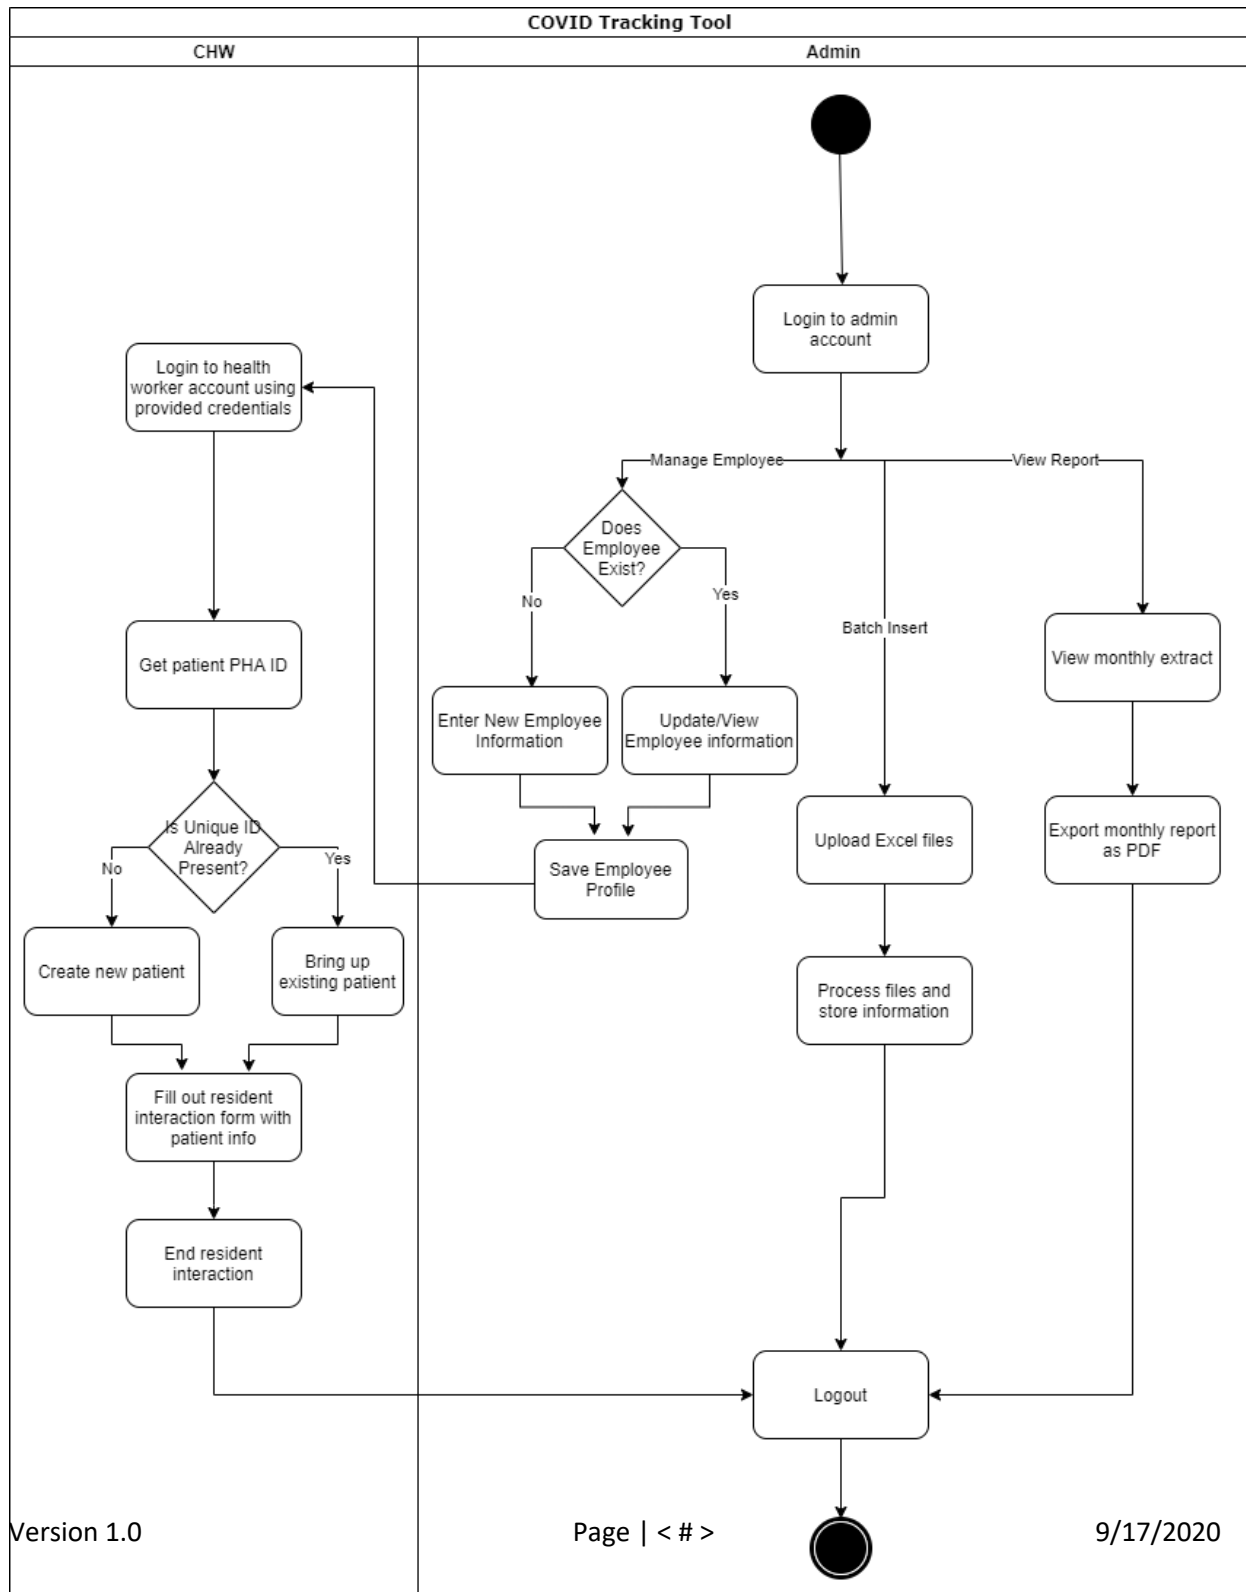 COVID Tracking Tool
CHW
Admin
Login to admin
account
Login to health
worker account using
provided credentials
Manage Employee
View Report
Does
Employee
Exist?
No
Yes
Batch Insert
Get patient PHA ID
View monthly extract
Enter New Employee
Information
Update/View
Employee information
Is Unique ID
Already
Present?
No
Yes
Upload Excel files
Export monthly report
as PDF
Save Employee
Profile
Create new patient
Bring up
existing patient
Process files and
store information
Fill out resident
interaction form with
patient info
End resident
interaction
Logout
Version 1.0
Page | < # >
9/17/2020